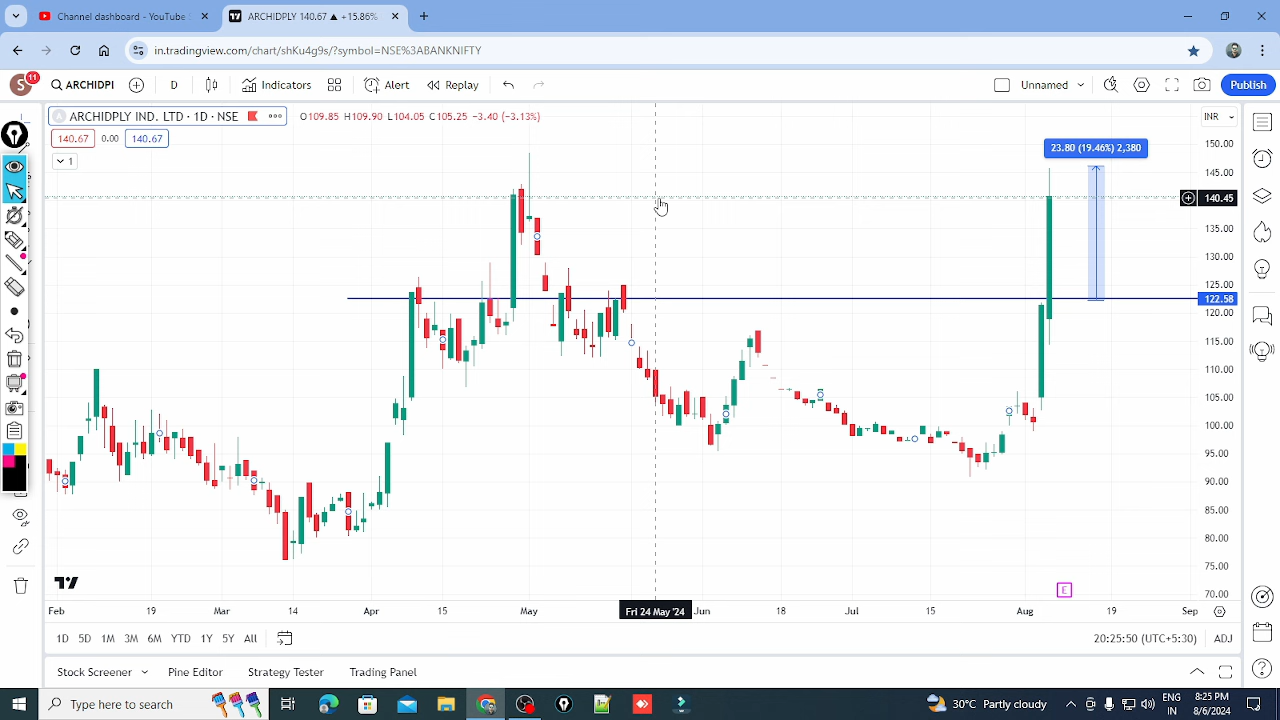 Channel dashboard - YouTube
ARCHIDPLY 140.67 ▲ +15.86%
in.tradingview.com/chart/shKu4g9s/?symbol=NSE%3ABANKNIFTY
S 11
ARCHIDPI
D
Indicators
Alert
Replay
Unnamed
Publish
A ARCHIDPLY IND. LTD · 1D · NSE
O109.85 H109.90 L104.05 C105.25 -3.40 (-3.13%)
INR
140.67 0.00 140.67
1
23.80 (19.46%) 2,380
150.00
145.00
140.45
135.00
130.00
125.00
122.58
120.00
115.00
110.00
105.00
100.00
95.00
90.00
85.00
80.00
75.00
70.00
E
Feb 19 Mar 14 Apr 15 May Fri 24 May '24 Jun 18 Jul 15 Aug 19 Sep
1D 5D 1M 3M 6M YTD 1Y 5Y All
20:25:50 (UTC+5:30) ADJ
Stock Screener Pine Editor Strategy Tester Trading Panel
Type here to search
30°C Partly cloudy
ENG
IN
8:25 PM
8/6/2024